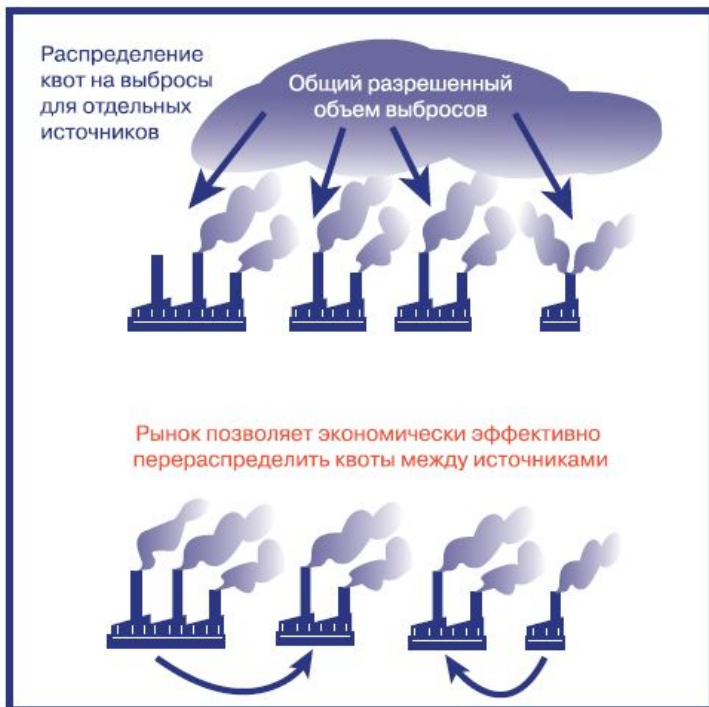 Распределение
квот на выбросы
для отдельных
источников
Общий разрешенный
объем выбросов
Рынок позволяет экономически эффективно
перераспределить квоты между источниками